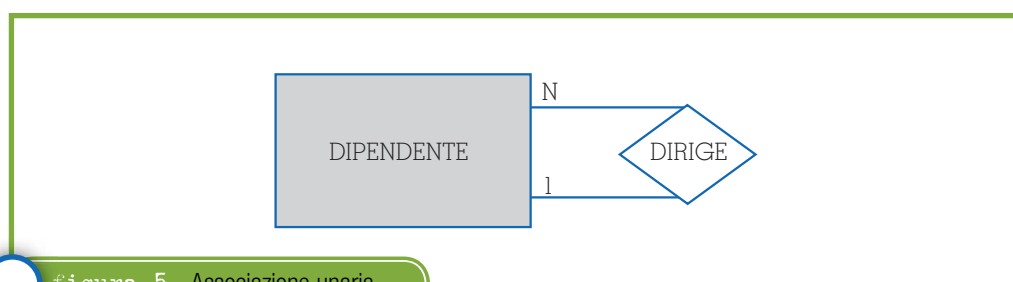 N
DIPENDENTE
DIRIGE
1
figura 5 Associazione unaria